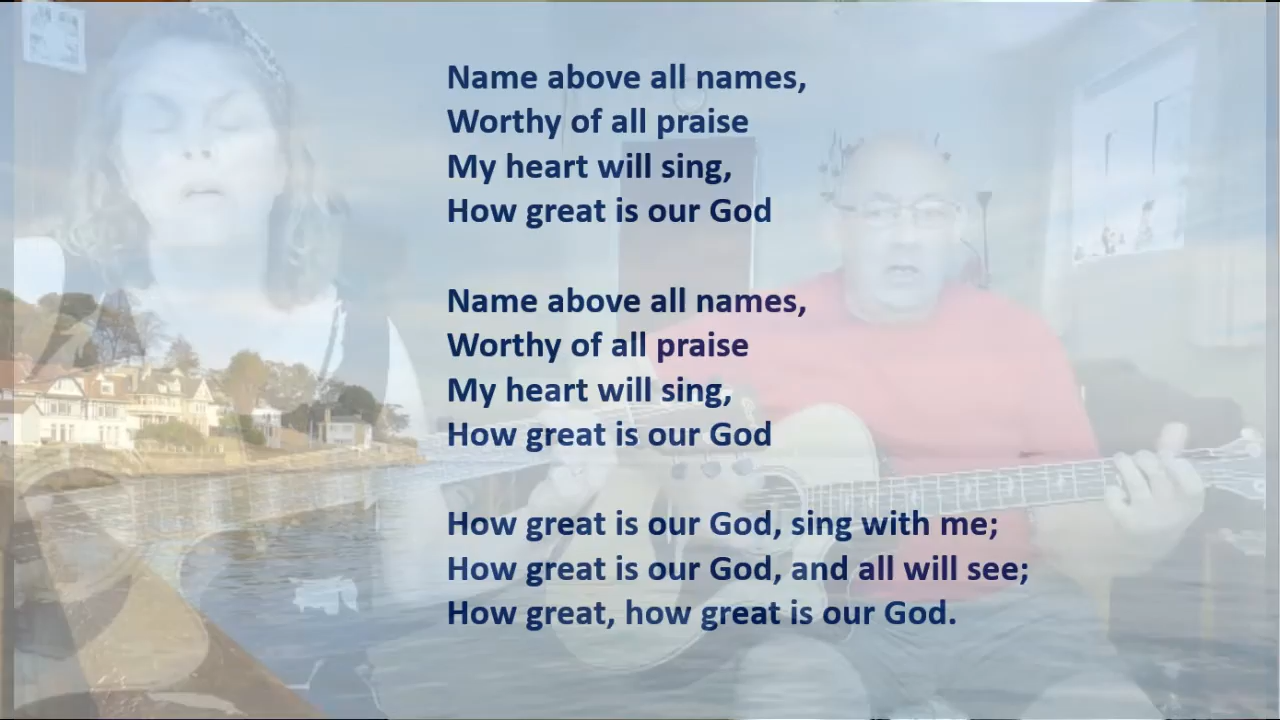 Name above all names,
Worthy of all praise
My heart will sing,
How great is our God
Name above all names,
Worthy of all praise
My heart will sing,
How great is our God
How great is our God, sing with me;
How great is our God, and all will see;
How great, how great is our God.